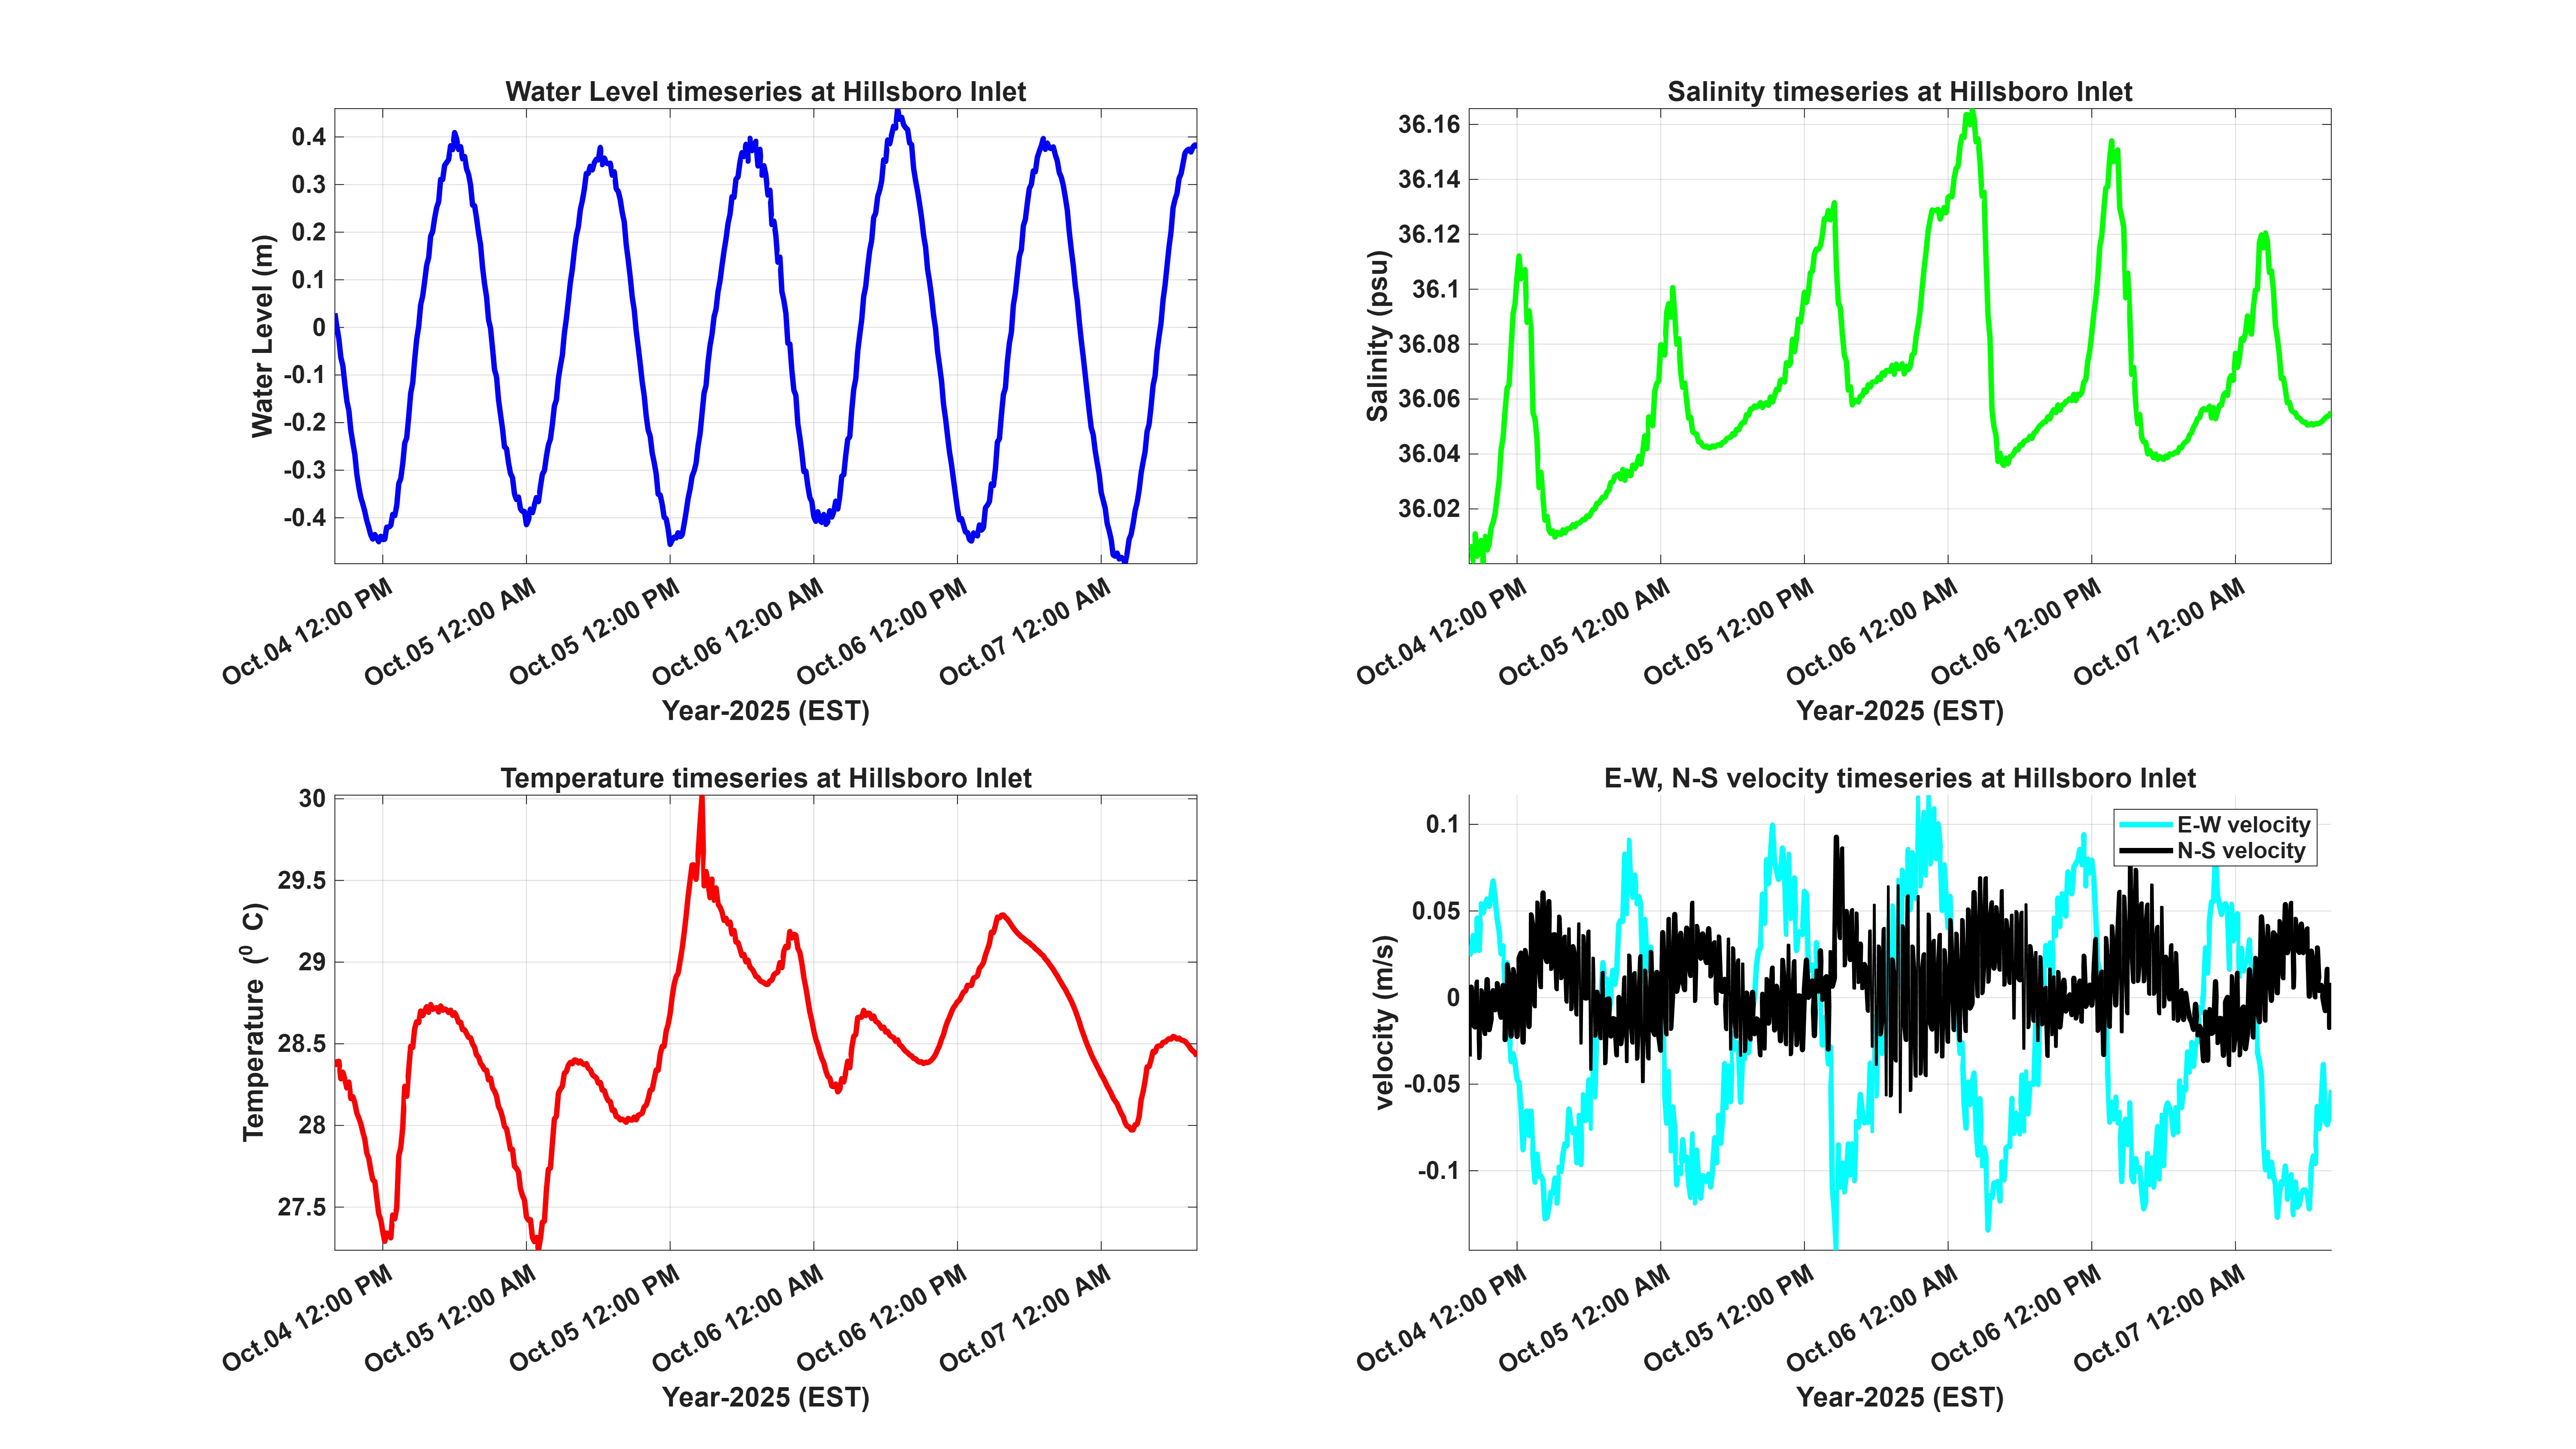 Water Level timeseries at Hillsboro Inlet
Water Level (m)
0.4
0.3
0.2
0.1
0
-0.1
-0.2
-0.3
-0.4
Oct.04 12:00 PM
Oct.05 12:00 AM
Oct.05 12:00 PM
Oct.06 12:00 AM
Oct.06 12:00 PM
Oct.07 12:00 AM
Year-2025 (EST)
Salinity timeseries at Hillsboro Inlet
Salinity (psu)
36.16
36.14
36.12
36.1
36.08
36.06
36.04
36.02
Oct.04 12:00 PM
Oct.05 12:00 AM
Oct.05 12:00 PM
Oct.06 12:00 AM
Oct.06 12:00 PM
Oct.07 12:00 AM
Year-2025 (EST)
Temperature timeseries at Hillsboro Inlet
Temperature (⁰ C)
30
29.5
29
28.5
28
27.5
Oct.04 12:00 PM
Oct.05 12:00 AM
Oct.05 12:00 PM
Oct.06 12:00 AM
Oct.06 12:00 PM
Oct.07 12:00 AM
Year-2025 (EST)
E-W, N-S velocity timeseries at Hillsboro Inlet
velocity (m/s)
0.1
0.05
0
-0.05
-0.1
E-W velocity
N-S velocity
Oct.04 12:00 PM
Oct.05 12:00 AM
Oct.05 12:00 PM
Oct.06 12:00 AM
Oct.06 12:00 PM
Oct.07 12:00 AM
Year-2025 (EST)